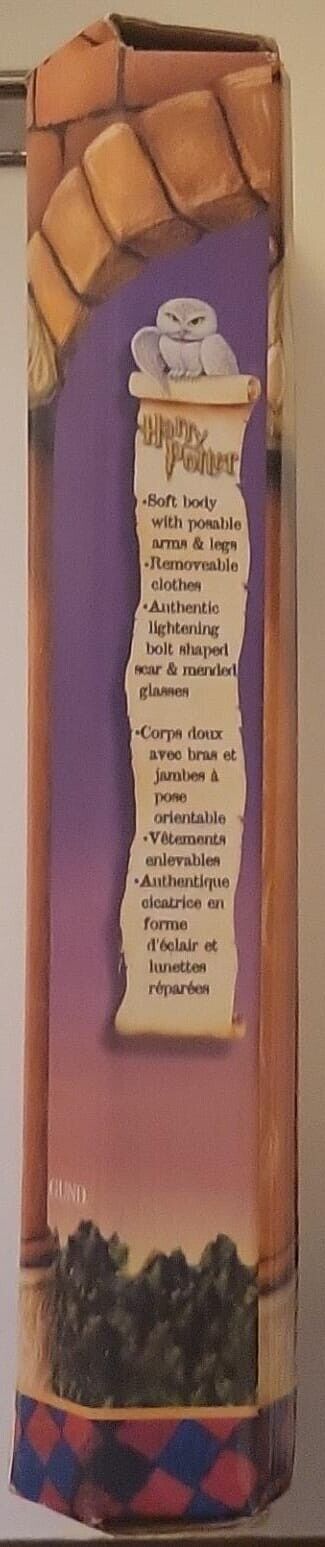 Harry
Potter
•Soft body
with posable
arms & legs
•Removeable
clothes
•Authentic
lightening
bolt shaped
scar & mended
glasses
•Corps doux
avec bras et
jambes à
pose
orientable
•Vêtements
enlevables
•Authentique
cicatrice en
forme
d'éclair et
lunettes
réparées
GUND